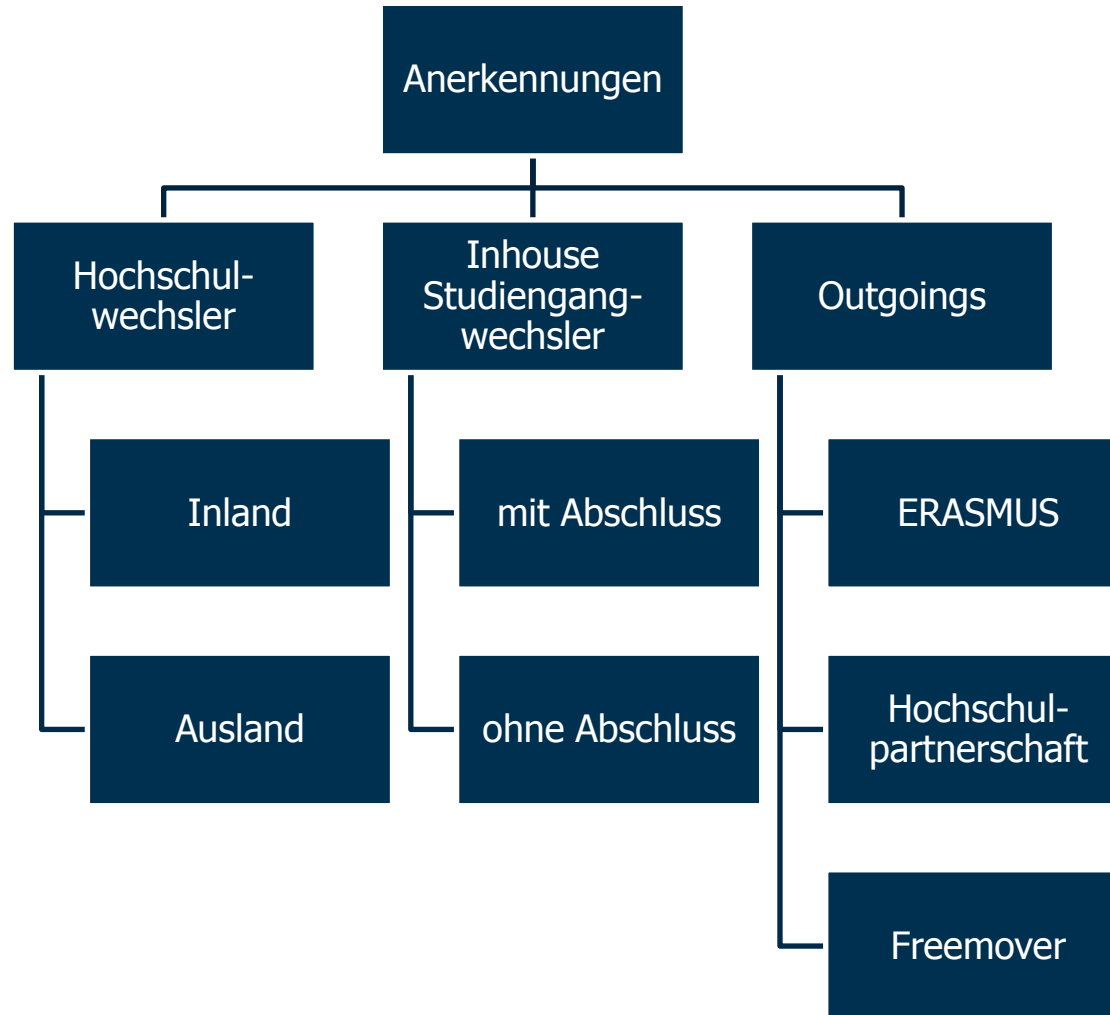 Anerkennungen
Hochschul-
wechsler
Inhouse
Studiengang-
wechsler
Outgoings
Inland
mit Abschluss
ERASMUS
Ausland
ohne Abschluss
Hochschul-
partnerschaft
Freemover